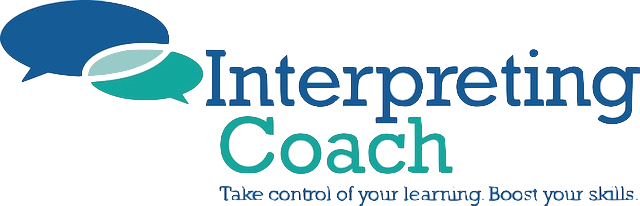 Interpreting
Coach
Take control of your learning. Boost your skills.